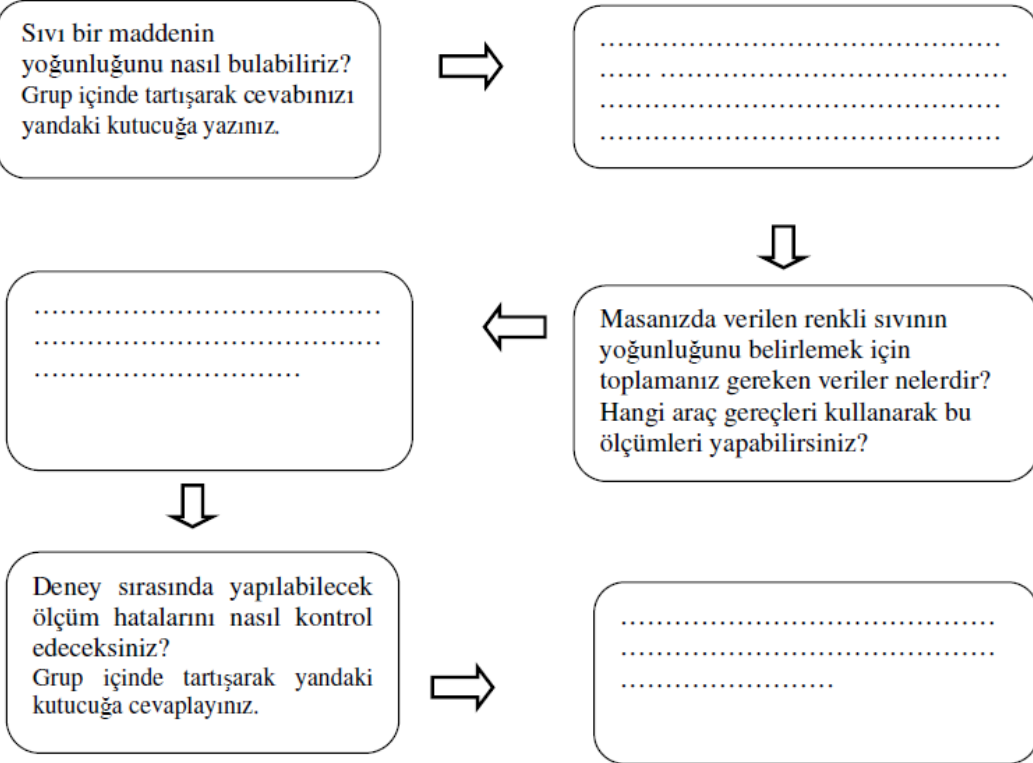 Sıvı bir maddenin
yoğunluğunu nasıl bulabiliriz?
Grup içinde tartışarak cevabınızı
yandaki kutucuğa yazınız.
…………………………………………
…… ……………………………………
…………………………………………
…………………………………………
Masanızda verilen renkli sıvının
yoğunluğunu belirlemek için
toplamanız gereken veriler nelerdir?
Hangi araç gereçleri kullanarak bu
ölçümleri yapabilirsiniz?
……………………………………
……………………………………
……………………………
Deney sırasında yapılabilecek
ölçüm hatalarını nasıl kontrol
edeceksiniz?
Grup içinde tartışarak yandaki
kutucuğa cevaplayınız.
………………………………………
………………………………………
……………………